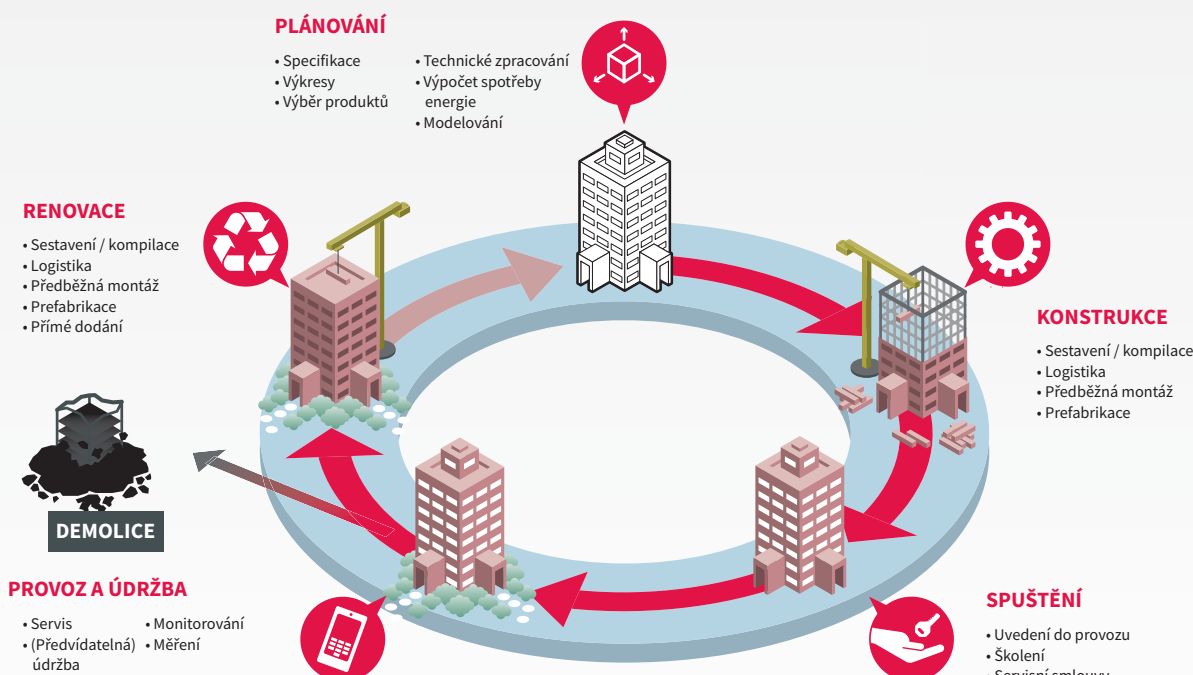 PLÁNOVÁNÍ
• Specifikace
• Výkresy
• Výběr produktů
• Technické zpracování
• Výpočet spotřeby
energie
• Modelování
RENOVACE
• Sestavení / kompilace
• Logistika
• Předběžná montáž
• Prefabrikace
• Přímé dodání
KONSTRUKCE
• Sestavení / kompilace
• Logistika
• Předběžná montáž
• Prefabrikace
DEMOLICE
PROVOZ A ÚDRŽBA
• Servis
• (Předvídatelná)
údržba
• Monitorování
• Měření
SPUŠTĚNÍ
• Uvedení do provozu
• Školení
• Servisní smlouvy